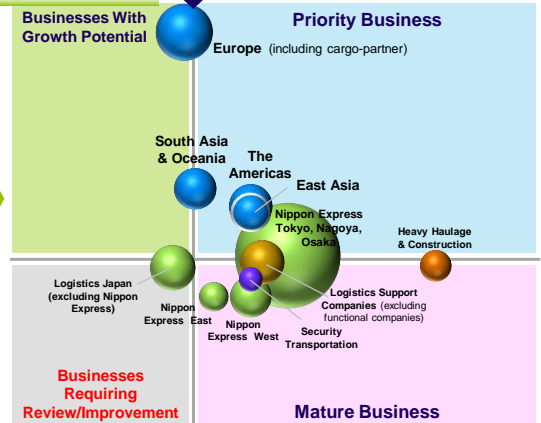 Businesses With
Growth Potential
Priority Business
Europe (including cargo-partner)
South Asia
& Oceania
The
Americas
East Asia
Nippon Express
Tokyo, Nagoya,
Osaka
Heavy Haulage
& Construction
Logistics Japan
(excluding Nippon
Express)
Nippon
Express East
Nippon
Express West
Logistics Support
Companies (excluding
functional companies)
Security
Transportation
Businesses
Requiring
Review/Improvement
Mature Business